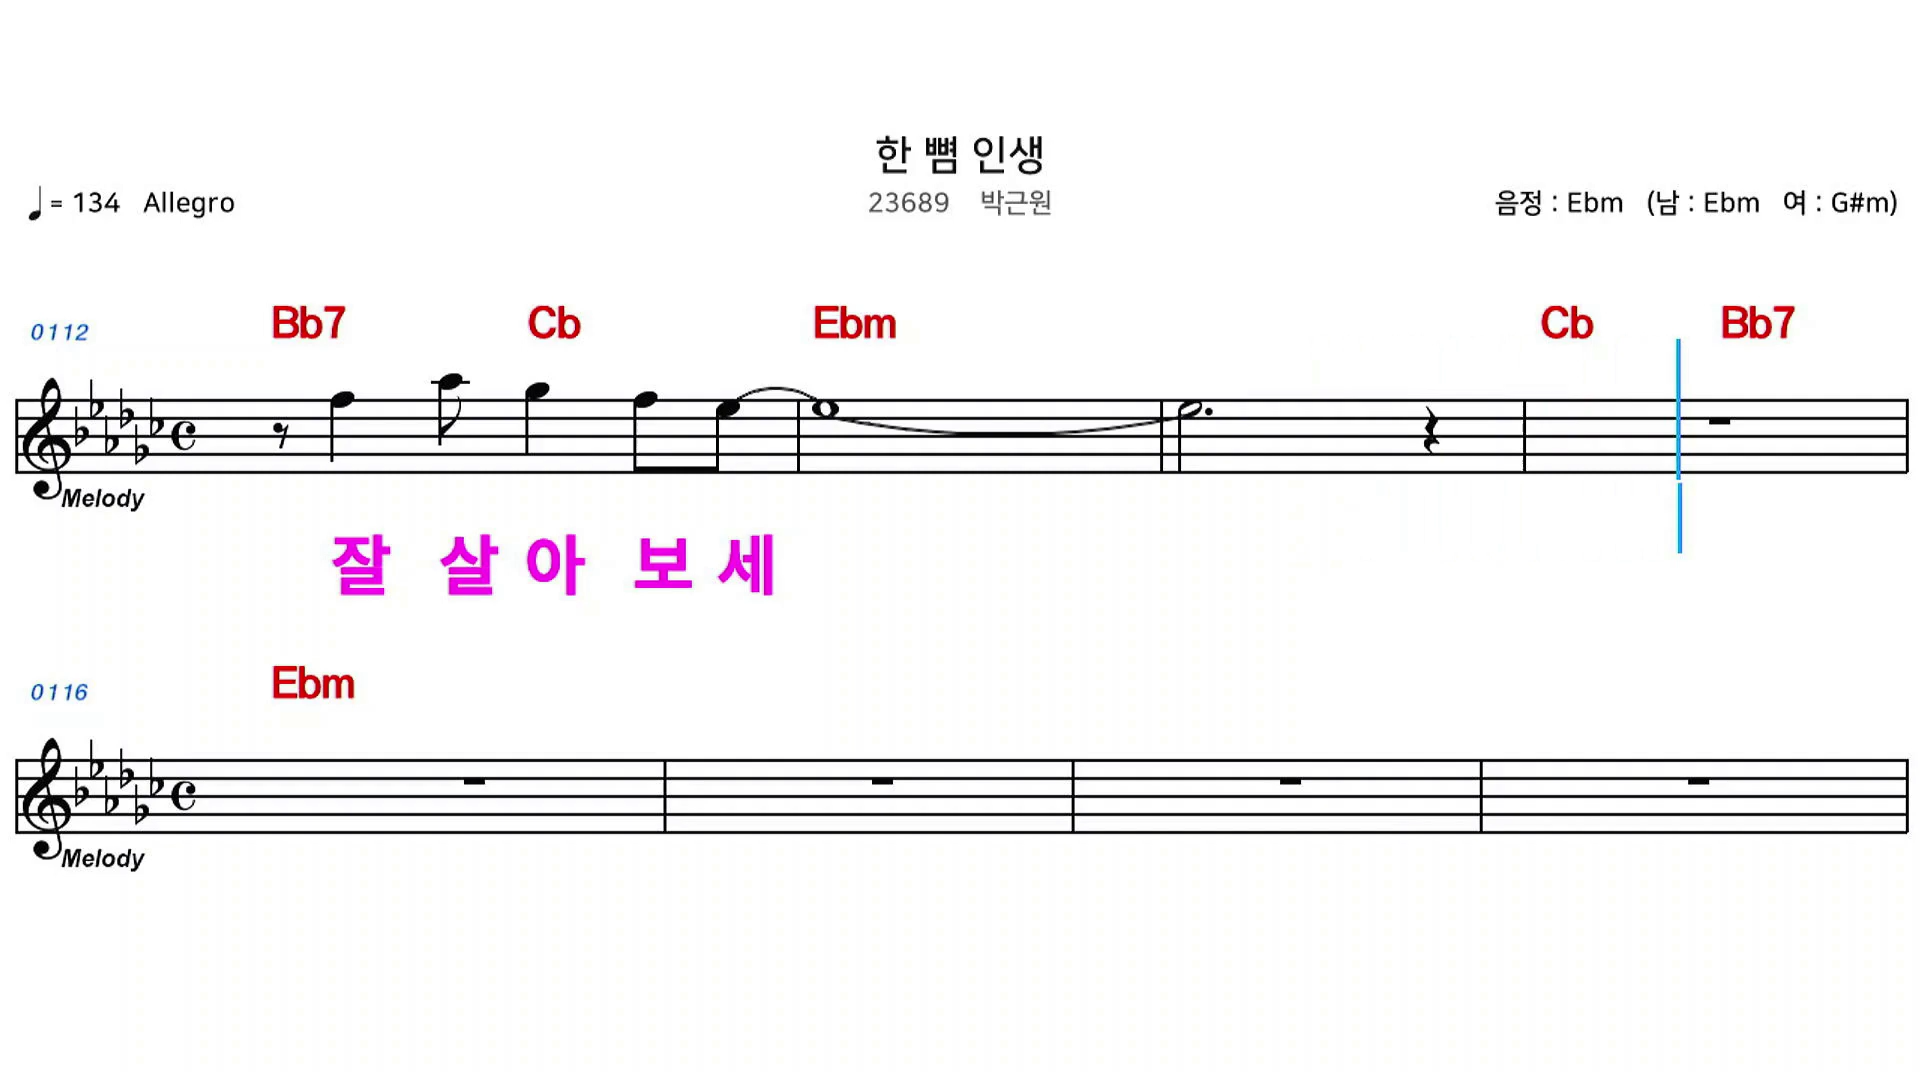 한 뼘 인생
= 134 Allegro
23689 박근원
음정 : Ebm (남 : Ebm 여 : G#m)
0112 Bb7 Cb Ebm Cb Bb7
Melody
잘 살 아 보 세
0116 Ebm
Melody